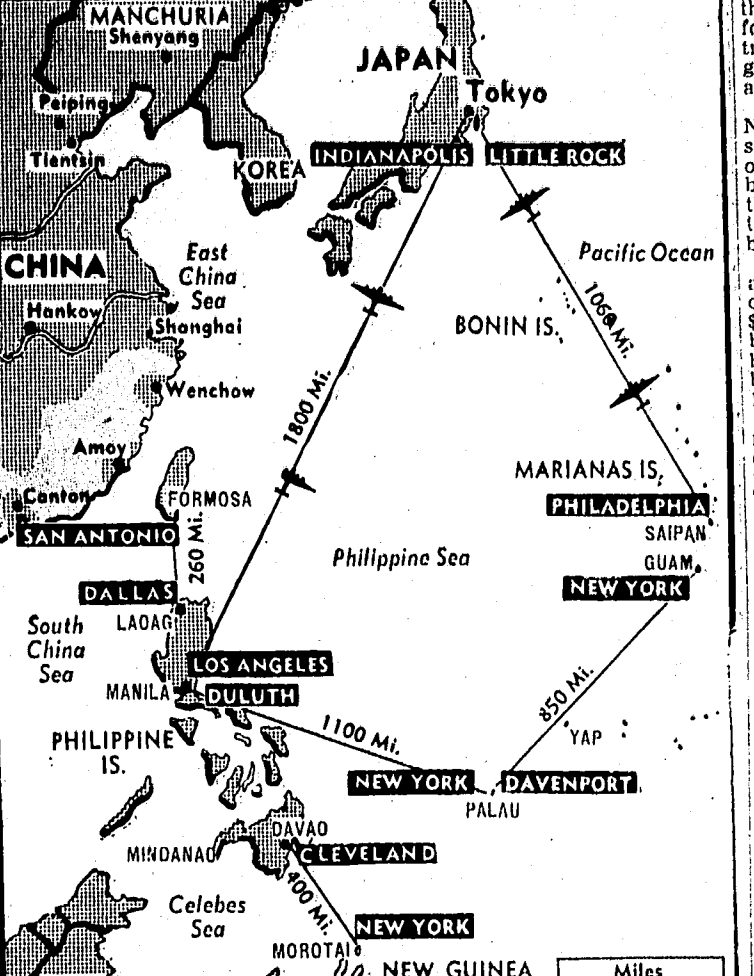 MANCHURIA
Shenyang
JAPAN
Peiping
Tokyo
Tientsin
KOREA
INDIANAPOLIS
LITTLE ROCK
East
China
Sea
Pacific Ocean
CHINA
Hankow
Shanghai
BONIN IS.
1060 Mi.
Wenchow
1800 Mi.
Amoy
MARIANAS IS.
Canton
FORMOSA
PHILADELPHIA
SAN ANTONIO
SAIPAN
260 Mi.
Philippine Sea
GUAM
DALLAS
NEW YORK
LAOAG
South
China
Sea
LOS ANGELES
MANILA
DULUTH
850 Mi.
PHILIPPINE
IS.
1100 Mi.
YAP
NEW YORK
DAVENPORT
PALAU
DAVAO
MINDANAO
CLEVELAND
400 Mi.
Celebes
Sea
NEW YORK
MOROTAI
NEW GUINEA
Miles